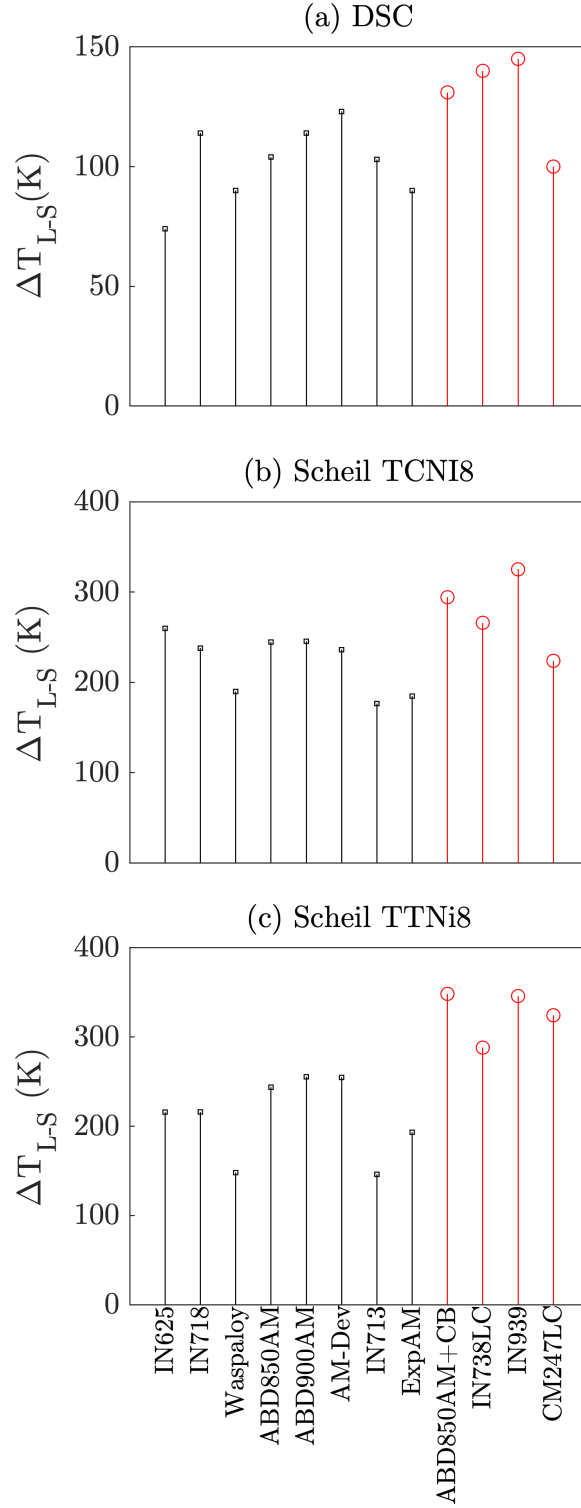 (a) DSC
150
100
50
0
ΔT_L-S(K)
(b) Scheil TCNI8
400
300
200
100
0
ΔT_L-S (K)
(c) Scheil TTNi8
400
300
200
100
0
ΔT_L-S (K)
IN625
IN718
Waspaloy
ABD850AM
ABD900AM
AM-Dev
IN713
ExpAM
ABD850AM+CB
IN738LC
IN939
CM247LC